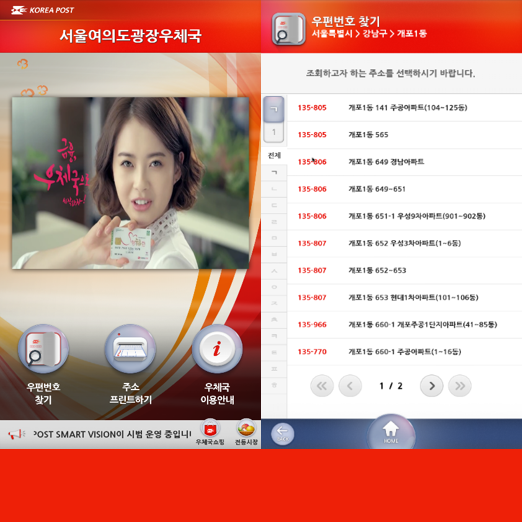 KOREA POST
서울여의도광장우체국
금융,
우체국으로
우편번호
찾기
주소
프린트하기
우체국
이용안내
POST SMART VISION이 시범 운영 중입니
우체국쇼핑
전통시장
우편번호 찾기
서울특별시 > 강남구 > 개포1동
조회하고자 하는 주소를 선택하시기 바랍니다.
ㄱ
1
전체
ㄱ
ㄴ
ㄷ
ㄹ
ㅁ
ㅂ
ㅅ
ㅇ
ㅈ
ㅊ
ㅋ
ㅌ
ㅍ
ㅎ
135-805 개포1동 141 주공아파트(104~125동)
135-805 개포1동 565
135-806 개포1동 649 경남아파트
135-806 개포1동 649~651
135-806 개포1동 651-1 우성9차아파트(901~902동)
135-807 개포1동 652 우성3차아파트(1~6동)
135-807 개포1동 652~653
135-807 개포1동 653 현대1차아파트(101~106동)
135-966 개포1동 660-1 개포주공1단지아파트(41~85동)
135-770 개포1동 660-1 주공아파트(1~16동)
1 / 2
HOME